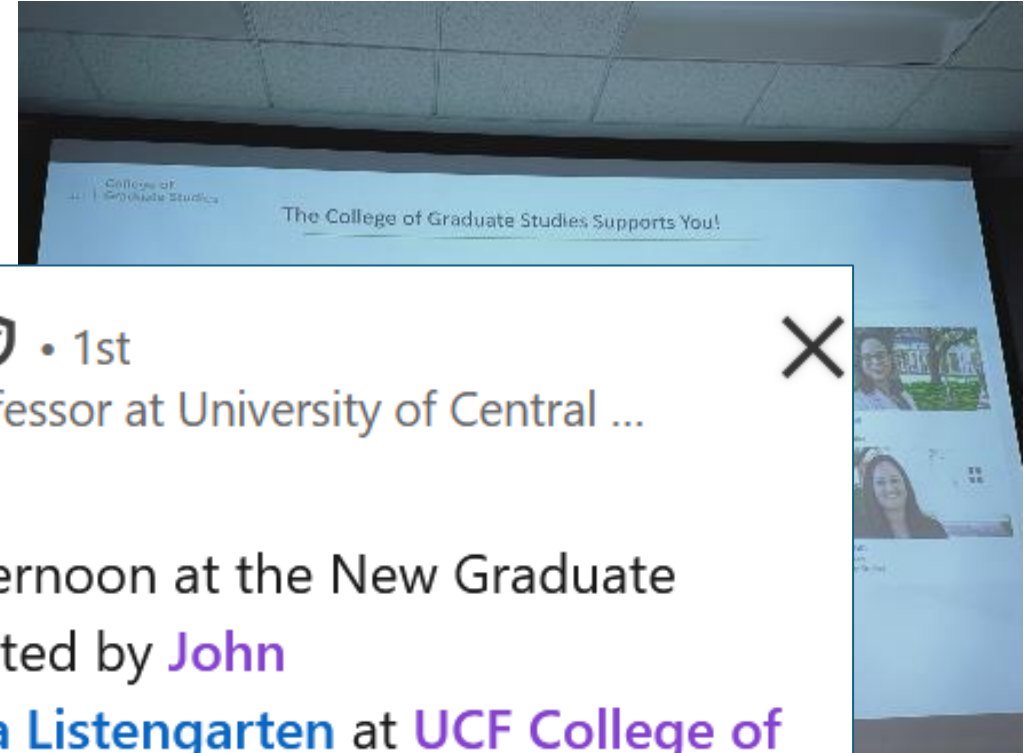 College of
Graduate Studies
The College of Graduate Studies Supports You!
• 1st
fessor at University of Central ...
ernoon at the New Graduate
ted by John
a Listengarten at UCF College of